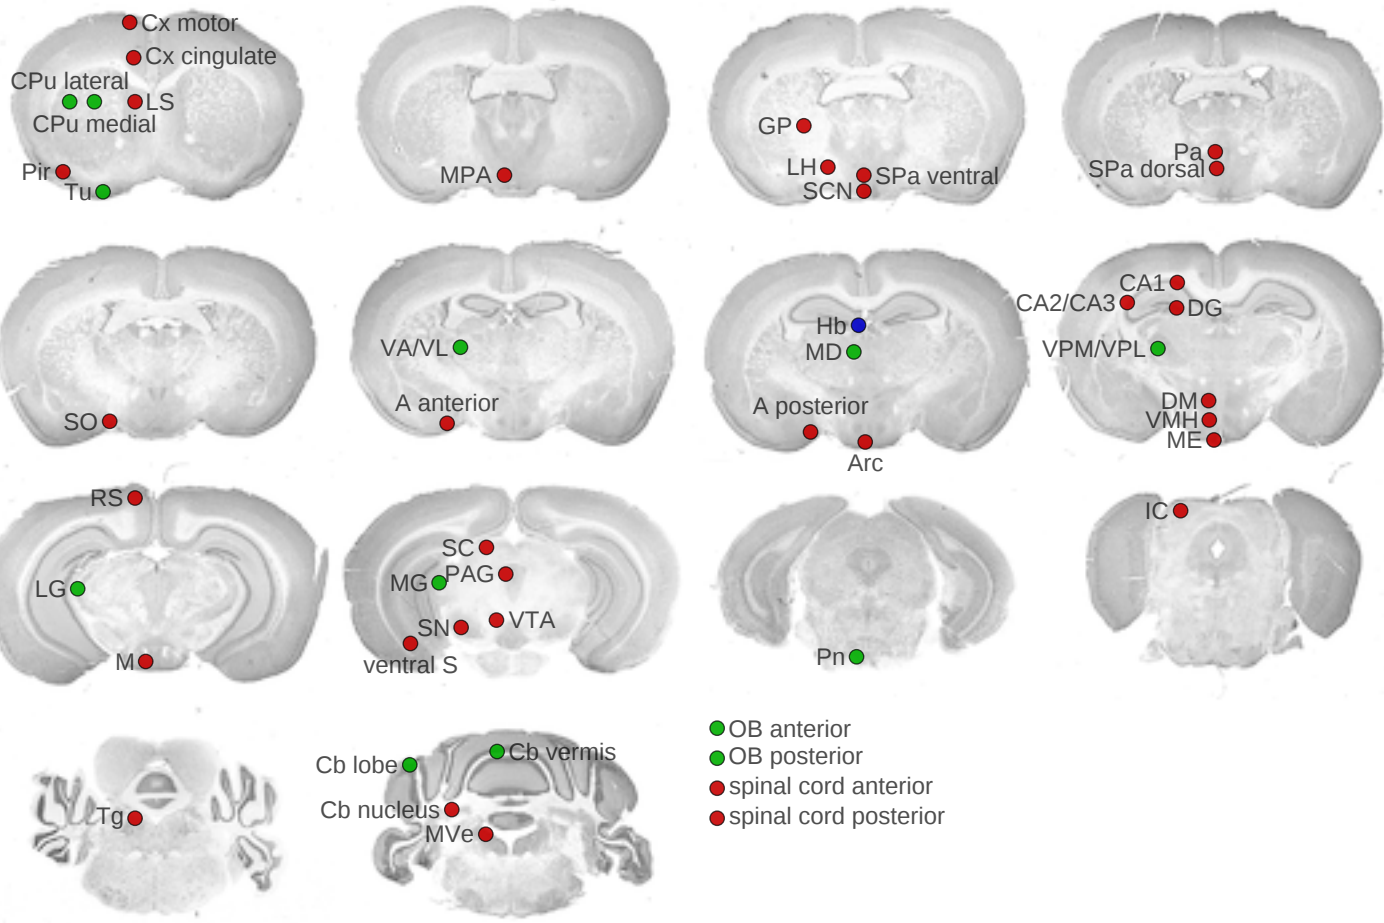 Cx motor
Cx cingulate
CPu lateral
LS
CPu medial
Pir
Tu
MPA
GP
LH
SPa ventral
SCN
Pa
SPa dorsal
SO
VA/VL
A anterior
Hb
MD
A posterior
Arc
CA1
CA2/CA3
DG
VPM/VPL
DM
VMH
ME
RS
LG
M
SC
MG
PAG
SN
VTA
ventral S
Pn
IC
Tg
Cb lobe
Cb vermis
Cb nucleus
MVe
OB anterior
OB posterior
spinal cord anterior
spinal cord posterior